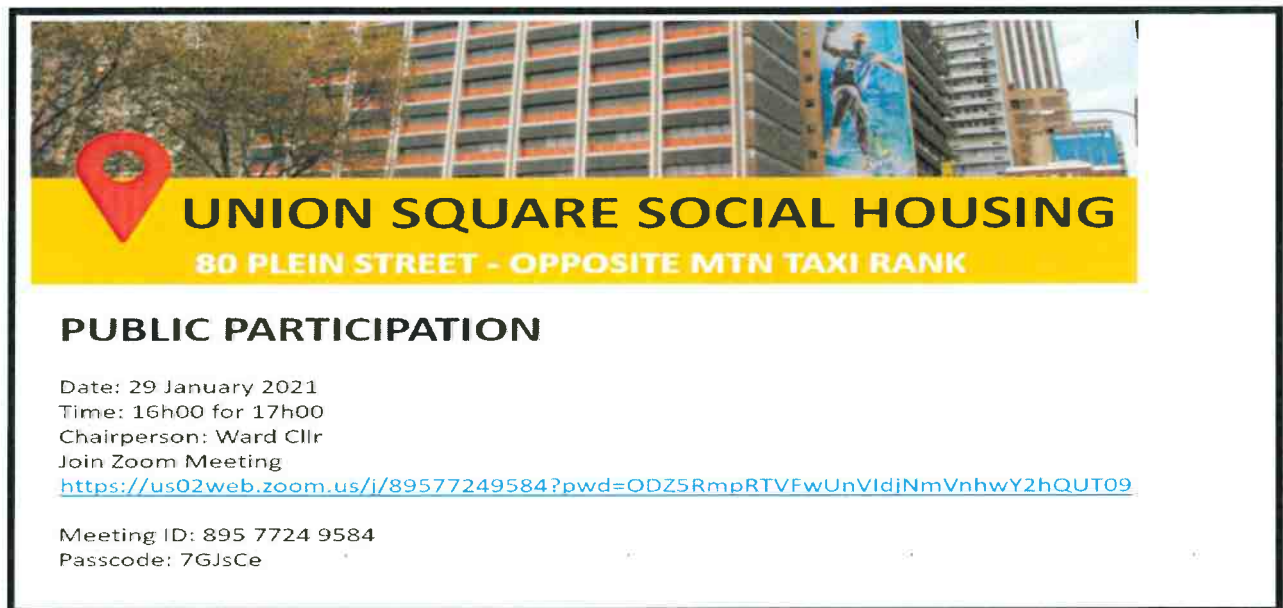 UNION SQUARE SOCIAL HOUSING
80 PLEIN STREET - OPPOSITE MTN TAXI RANK
PUBLIC PARTICIPATION
Date: 29 January 2021
Time: 16h00 for 17h00
Chairperson: Ward Cllr
Join Zoom Meeting
https://us02web.zoom.us/j/89577249584?pwd=ODZ5RmpRTVFwUnVIdjNmVnhwY2hQUT09
Meeting ID: 895 7724 9584
Passcode: 7GJsCe